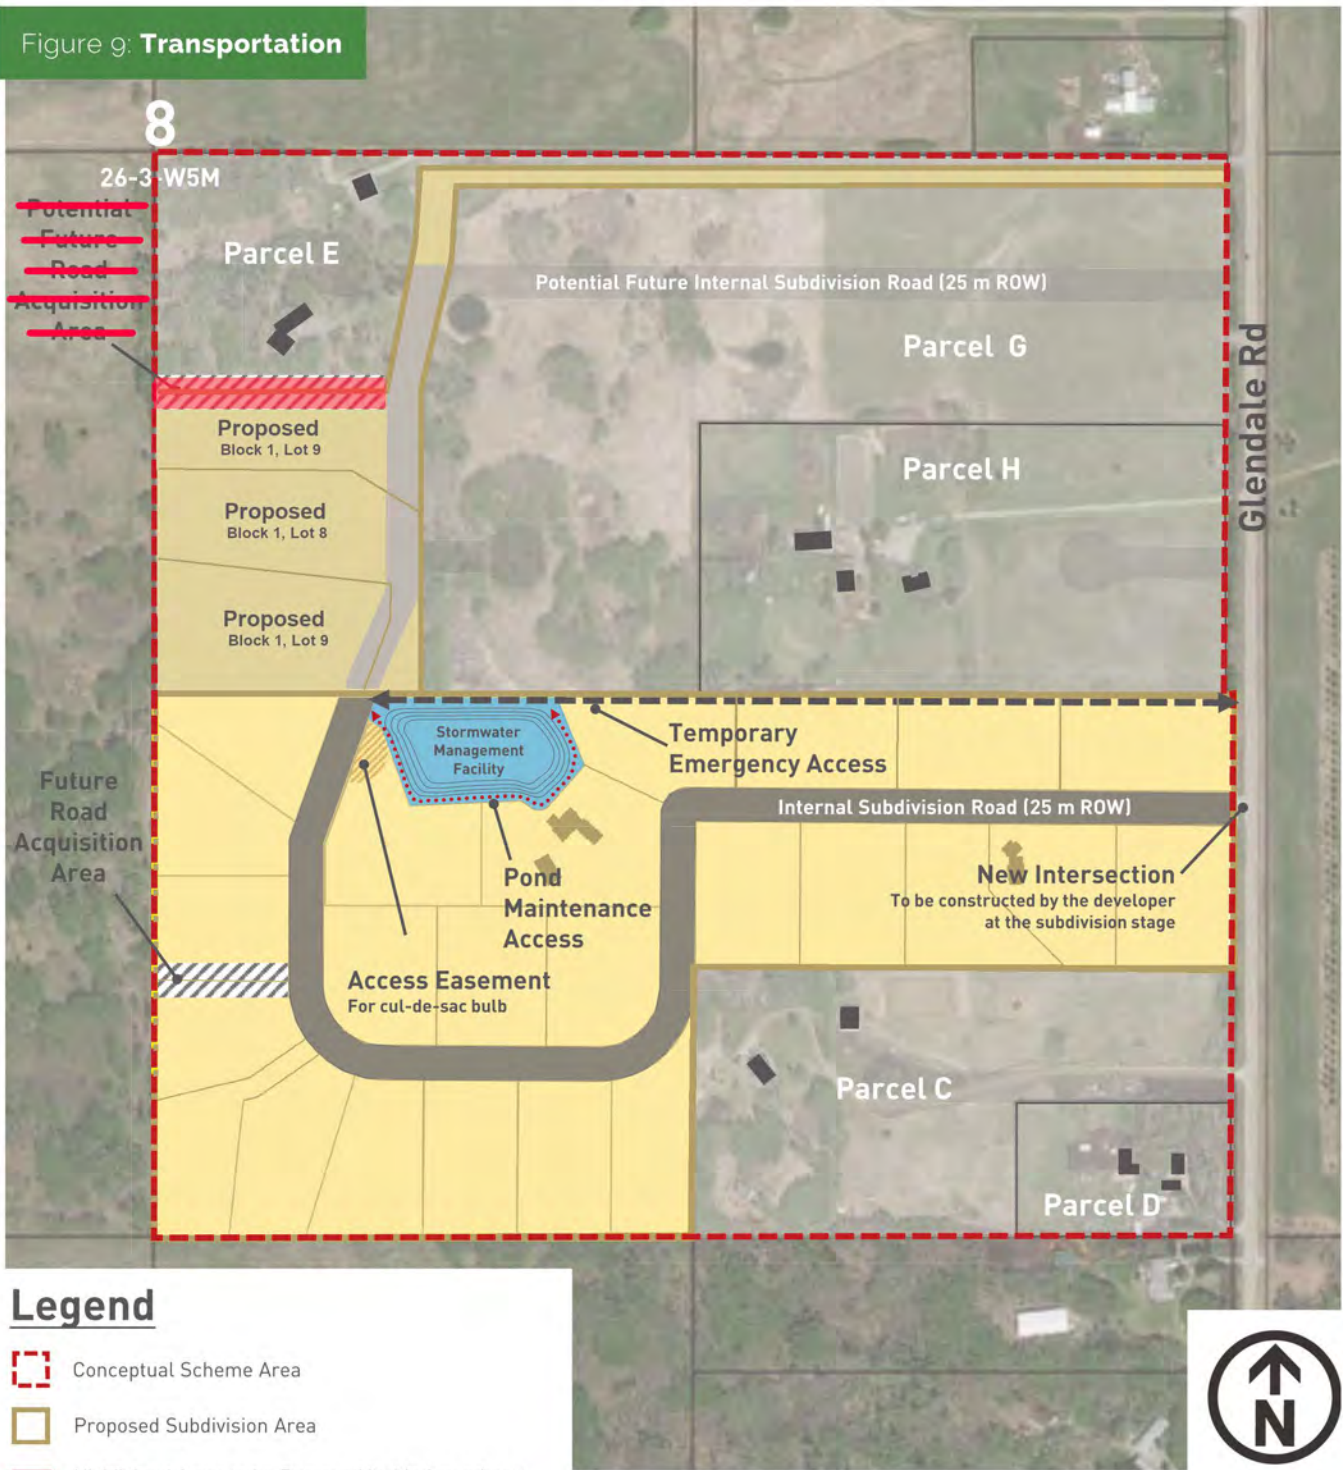 Figure 9: Transportation
8
26-3-W5M
Potential
Future
Road
Acquisition
Area
Parcel E
Potential Future Internal Subdivision Road (25 m ROW)
Parcel G
Glendale Rd
Proposed
Block 1, Lot 9
Parcel H
Proposed
Block 1, Lot 8
Proposed
Block 1, Lot 9
Stormwater
Management
Facility
Temporary
Emergency Access
Future
Road
Acquisition
Area
Internal Subdivision Road (25 m ROW)
New Intersection
To be constructed by the developer
at the subdivision stage
Pond
Maintenance
Access
Access Easement
For cul-de-sac bulb
Parcel C
Parcel D
Legend
Conceptual Scheme Area
Proposed Subdivision Area
N